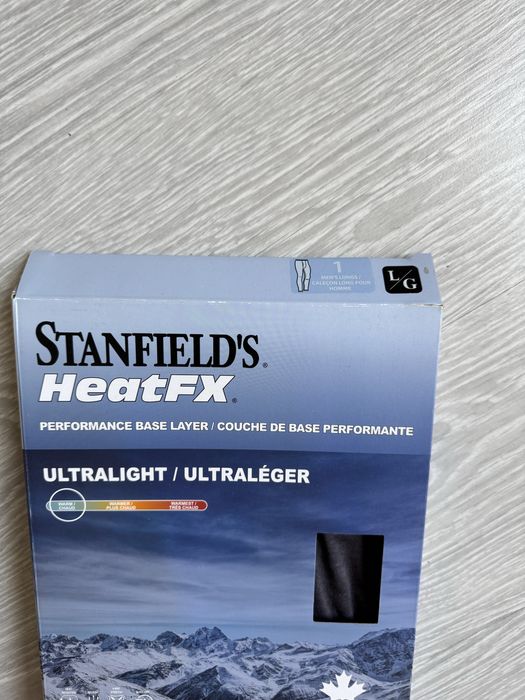 1
MEN'S LONGS /
CALEÇON LONG POUR
HOMME
L/G
STANFIELD'S®
HeatFX®
PERFORMANCE BASE LAYER / COUCHE DE BASE PERFORMANTE
ULTRALIGHT / ULTRALÉGER
WARM / CHAUD
WARMER / PLUS CHAUD
WARMEST / TRÈS CHAUD